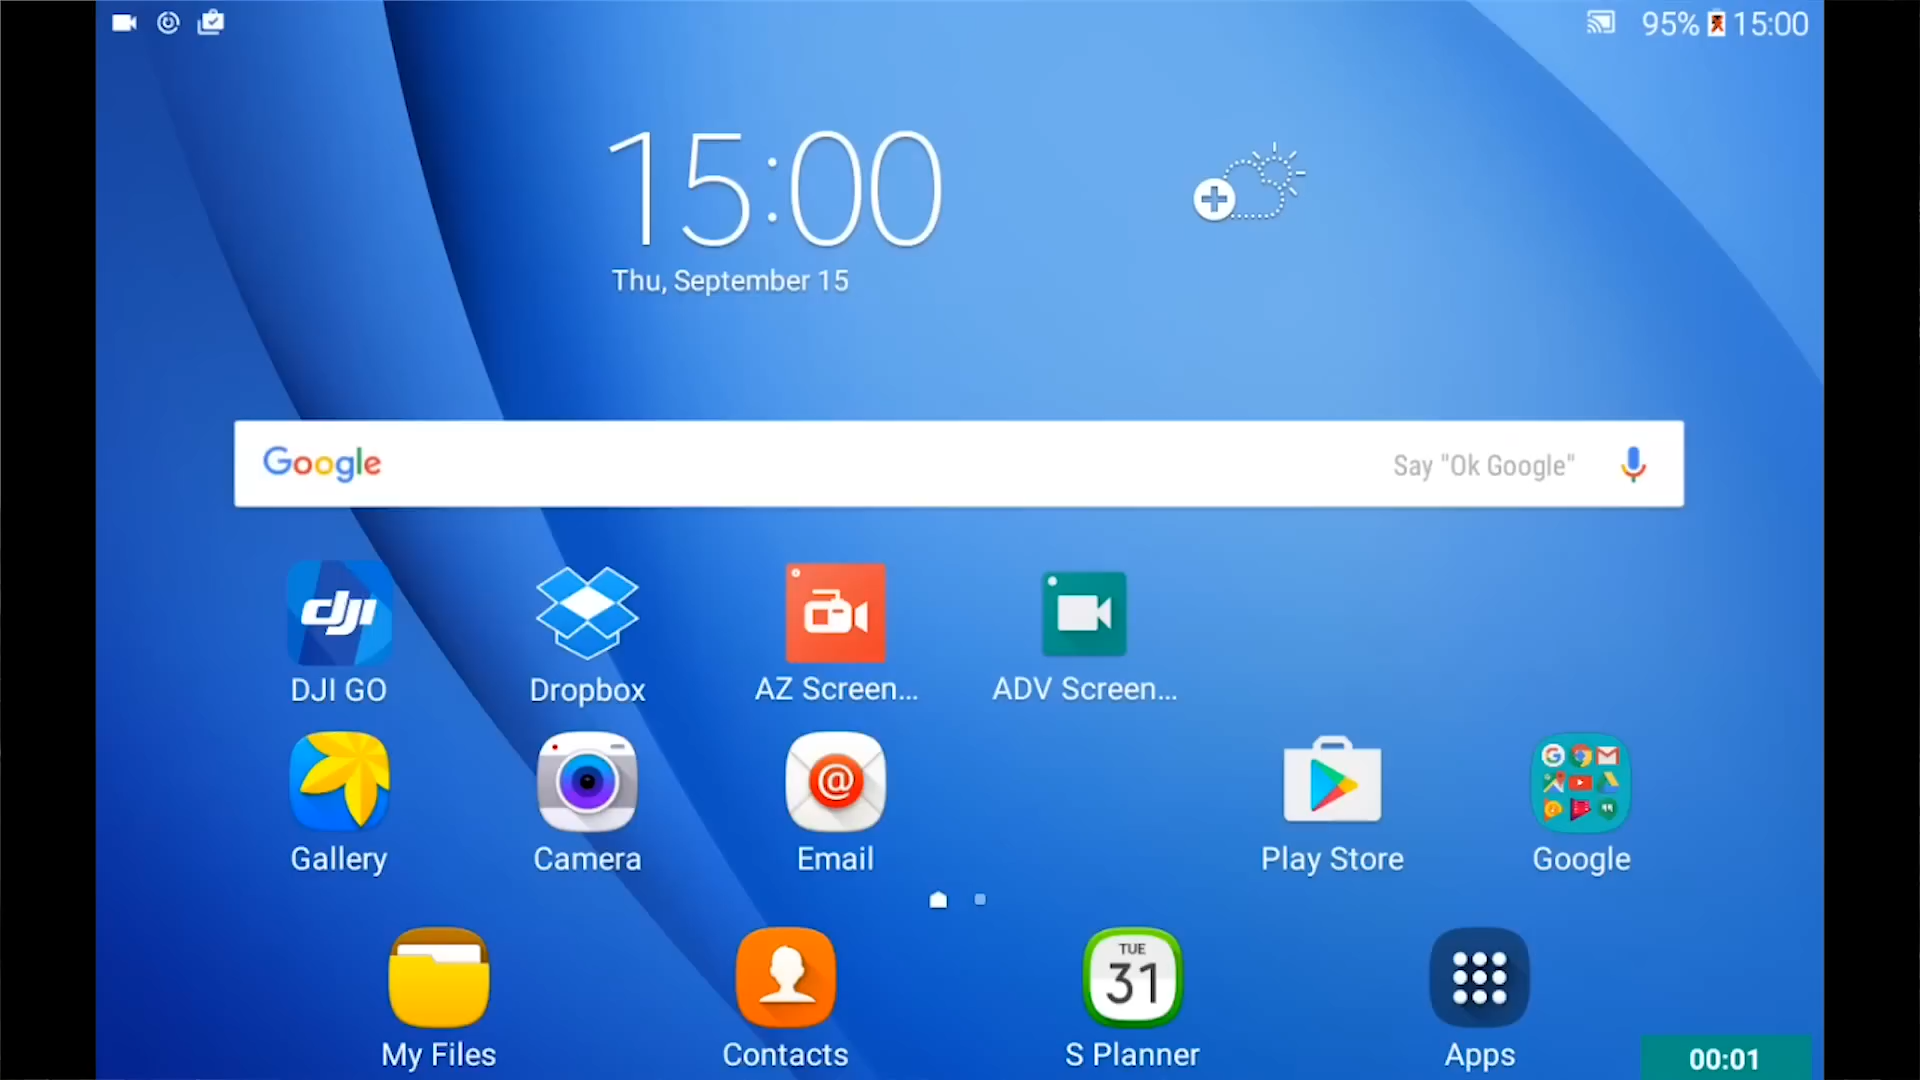 95% 15:00
15:00
Thu, September 15
Google Say "Ok Google"
dji
DJI GO Dropbox AZ Screen... ADV Screen...
@
Gallery Camera Email Play Store Google
TUE
31
My Files Contacts S Planner Apps
00:01